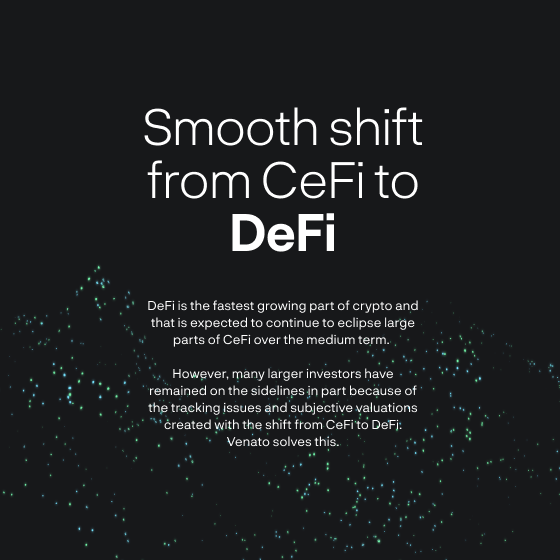 Smooth shift
from CeFi to
DeFi
DeFi is the fastest growing part of crypto and
that is expected to continue to eclipse large
parts of CeFi over the medium term.
However, many larger investors have
remained on the sidelines in part because of
the tracking issues and subjective valuations
created with the shift from CeFi to DeFi.
Venato solves this.